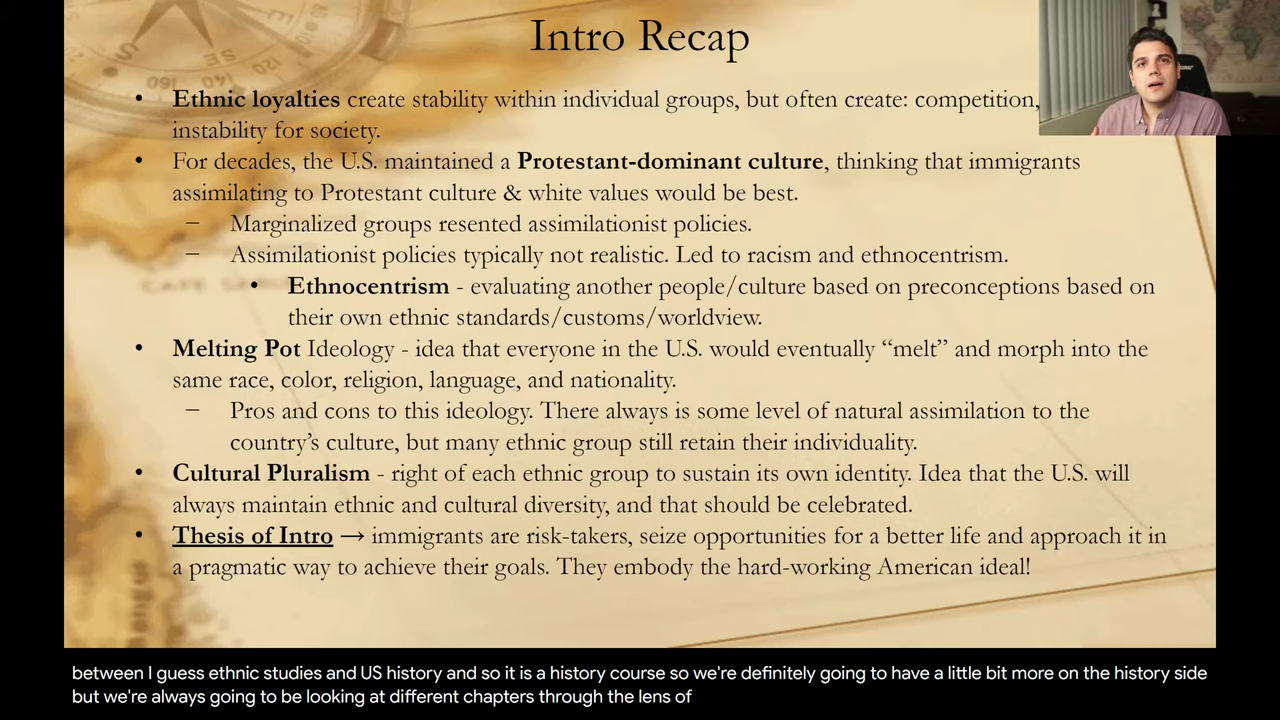 Intro Recap
• Ethnic loyalties create stability within individual groups, but often create: competition,
instability for society.
• For decades, the U.S. maintained a Protestant-dominant culture, thinking that immigrants
assimilating to Protestant culture & white values would be best.
– Marginalized groups resented assimilationist policies.
– Assimilationist policies typically not realistic. Led to racism and ethnocentrism.
• Ethnocentrism - evaluating another people/culture based on preconceptions based on
their own ethnic standards/customs/worldview.
• Melting Pot Ideology - idea that everyone in the U.S. would eventually “melt” and morph into the
same race, color, religion, language, and nationality.
– Pros and cons to this ideology. There always is some level of natural assimilation to the
country’s culture, but many ethnic group still retain their individuality.
• Cultural Pluralism - right of each ethnic group to sustain its own identity. Idea that the U.S. will
always maintain ethnic and cultural diversity, and that should be celebrated.
• Thesis of Intro → immigrants are risk-takers, seize opportunities for a better life and approach it in
a pragmatic way to achieve their goals. They embody the hard-working American ideal!
between I guess ethnic studies and US history and so it is a history course so we're definitely going to have a little bit more on the history side
but we're always going to be looking at different chapters through the lens of